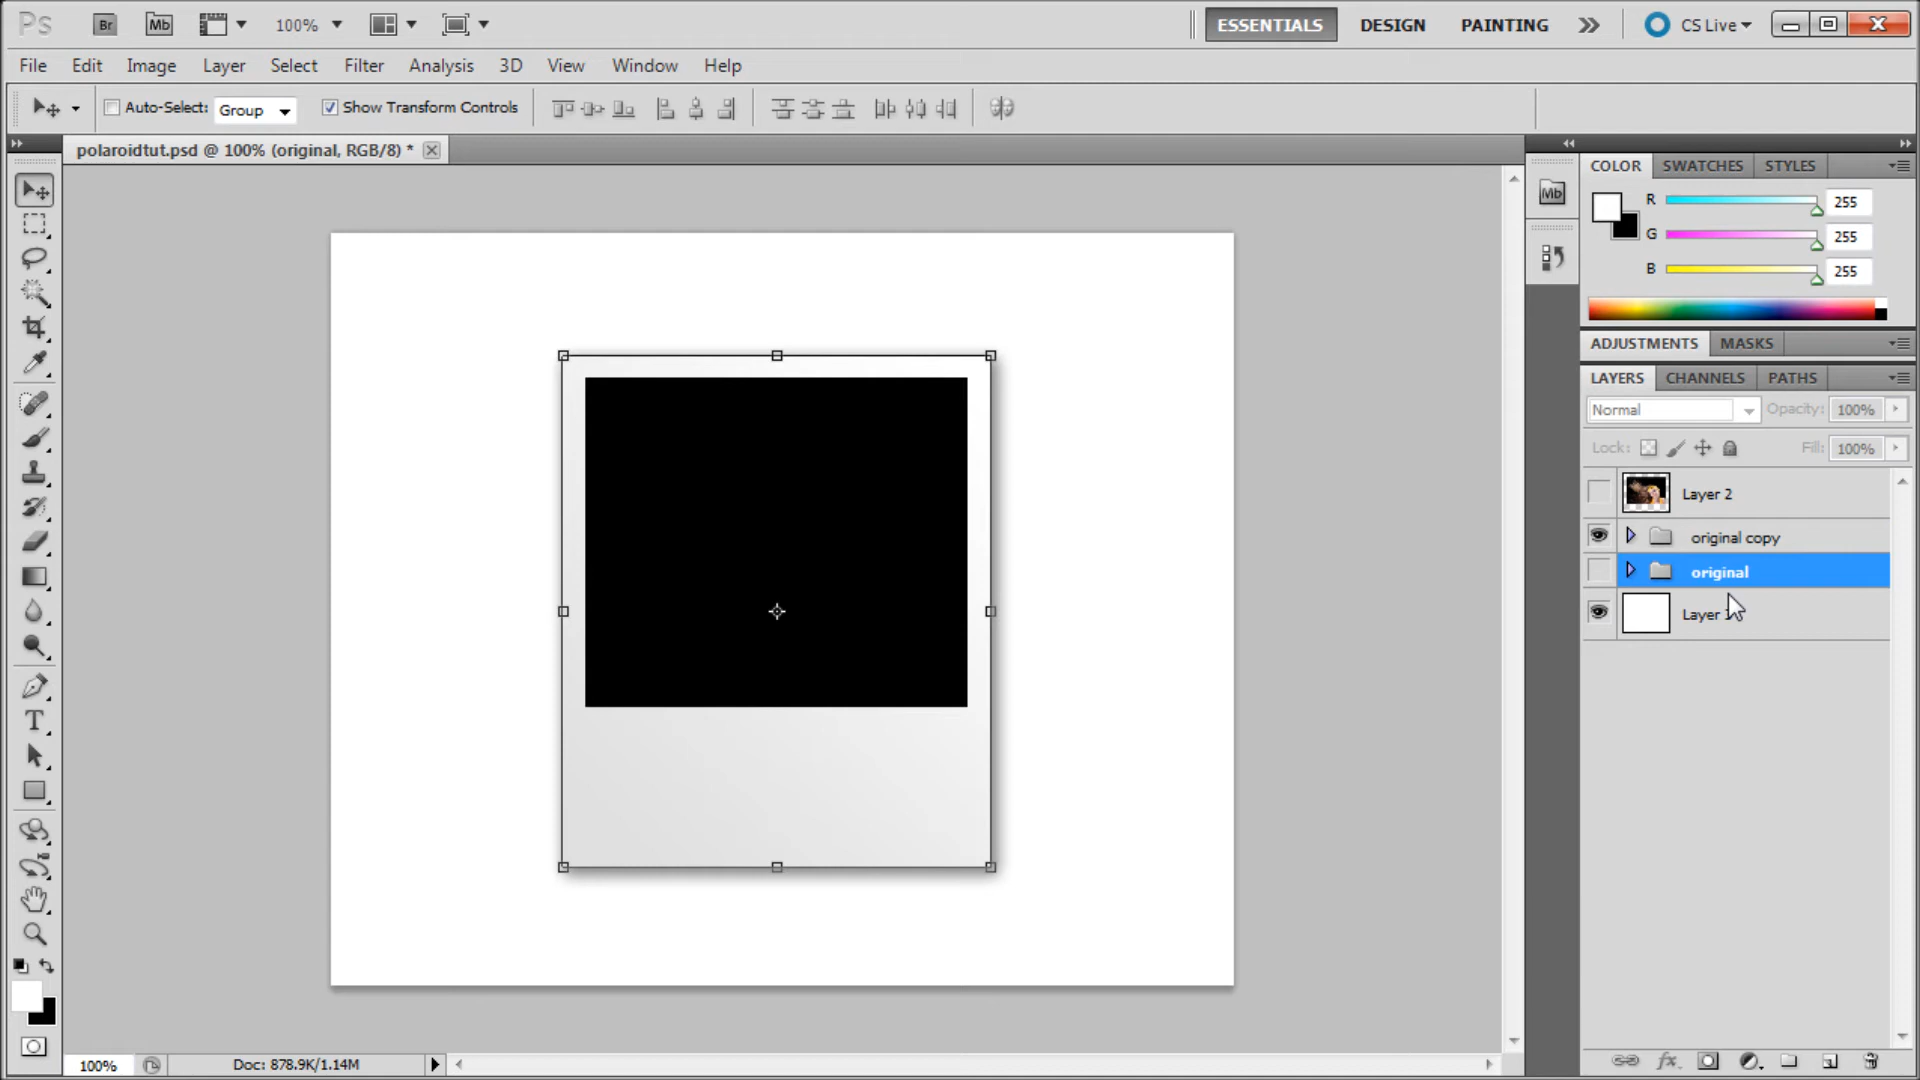 Ps Br Mb 100% ESSENTIALS DESIGN PAINTING CS Live
File Edit Image Layer Select Filter Analysis 3D View Window Help
Auto-Select: Group Show Transform Controls
polaroidtut.psd @ 100% (original, RGB/8) *
COLOR SWATCHES STYLES
Mb
R 255
G 255
B 255
ADJUSTMENTS MASKS
LAYERS CHANNELS PATHS
Normal Opacity: 100%
Lock: Fill: 100%
Layer 2
original copy
original
Layer
T
100% Doc: 878.9K/1.14M
fx